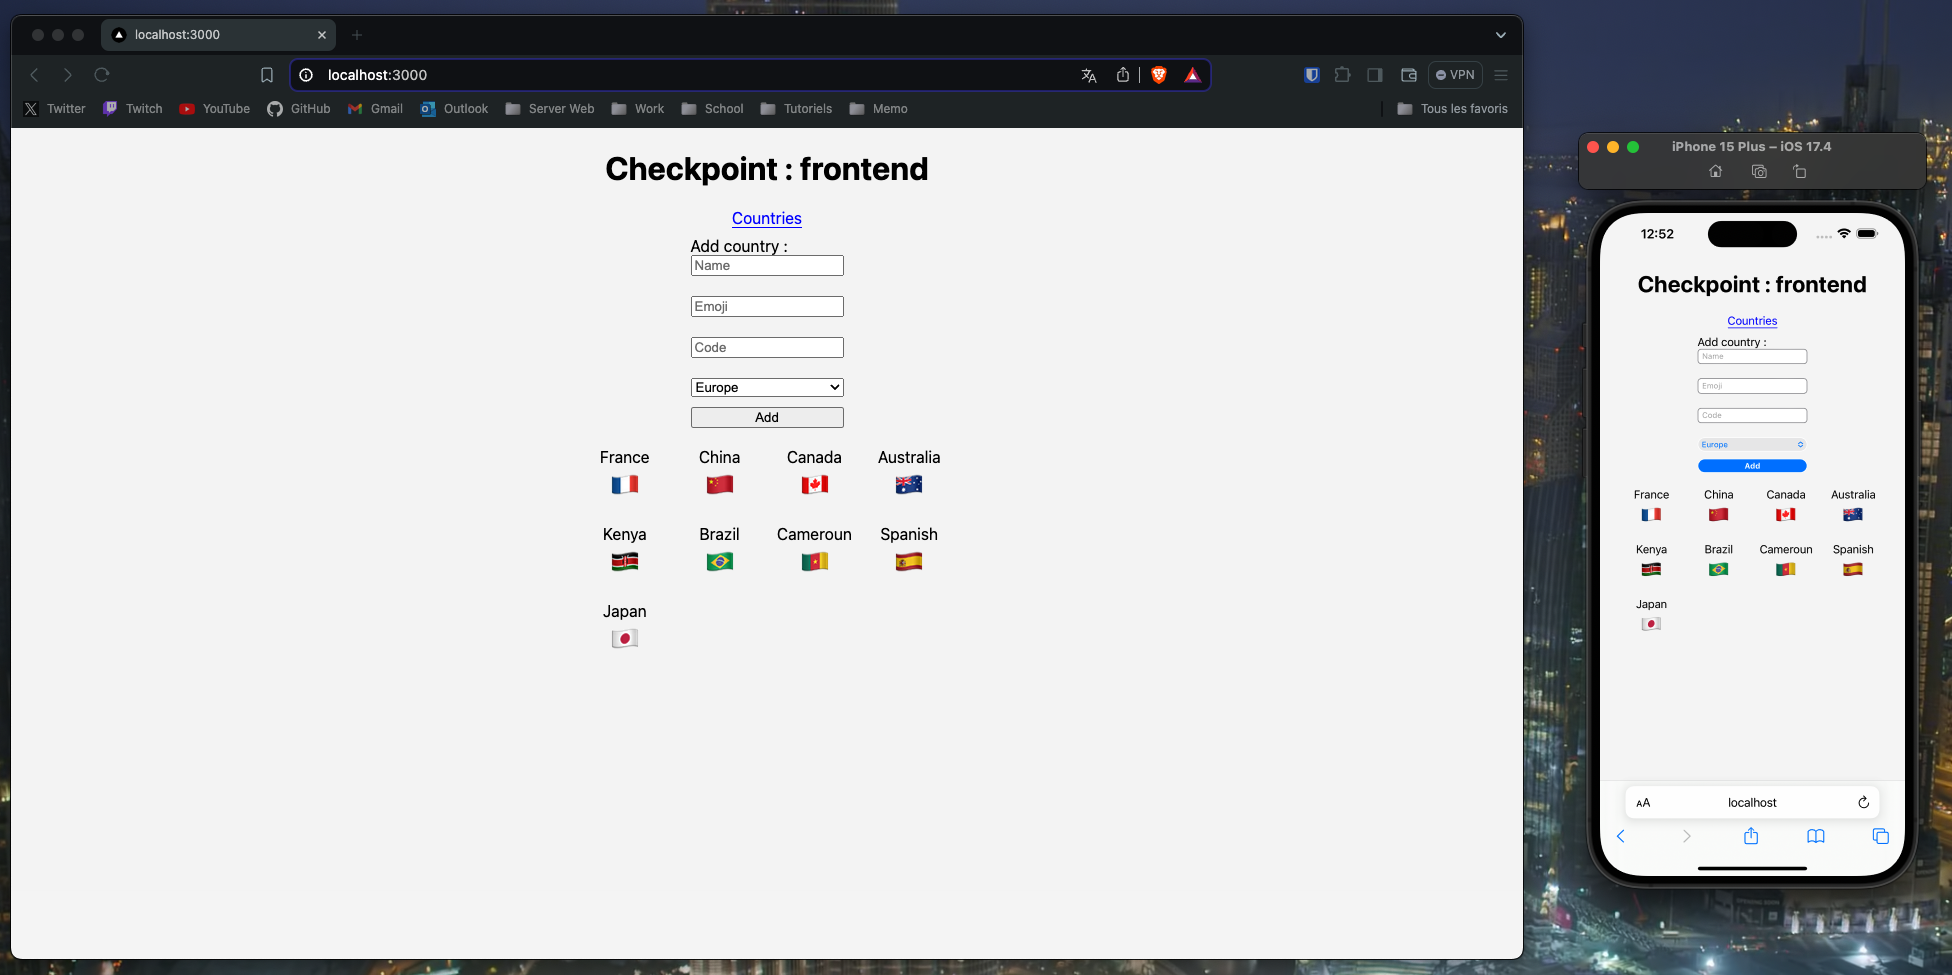 localhost:3000
localhost:3000
VPN
Twitter
Twitch
YouTube
GitHub
Gmail
Outlook
Server Web
Work
School
Tutoriels
Memo
Tous les favoris
Checkpoint : frontend
Countries
Add country :
Name
Emoji
Code
Europe
Add
France China Canada Australia
Kenya Brazil Cameroun Spanish
Japan
iPhone 15 Plus – iOS 17.4
12:52
Checkpoint : frontend
Countries
Add country :
Name
Emoji
Code
Europe
Add
France China Canada Australia
Kenya Brazil Cameroun Spanish
Japan
AA localhost